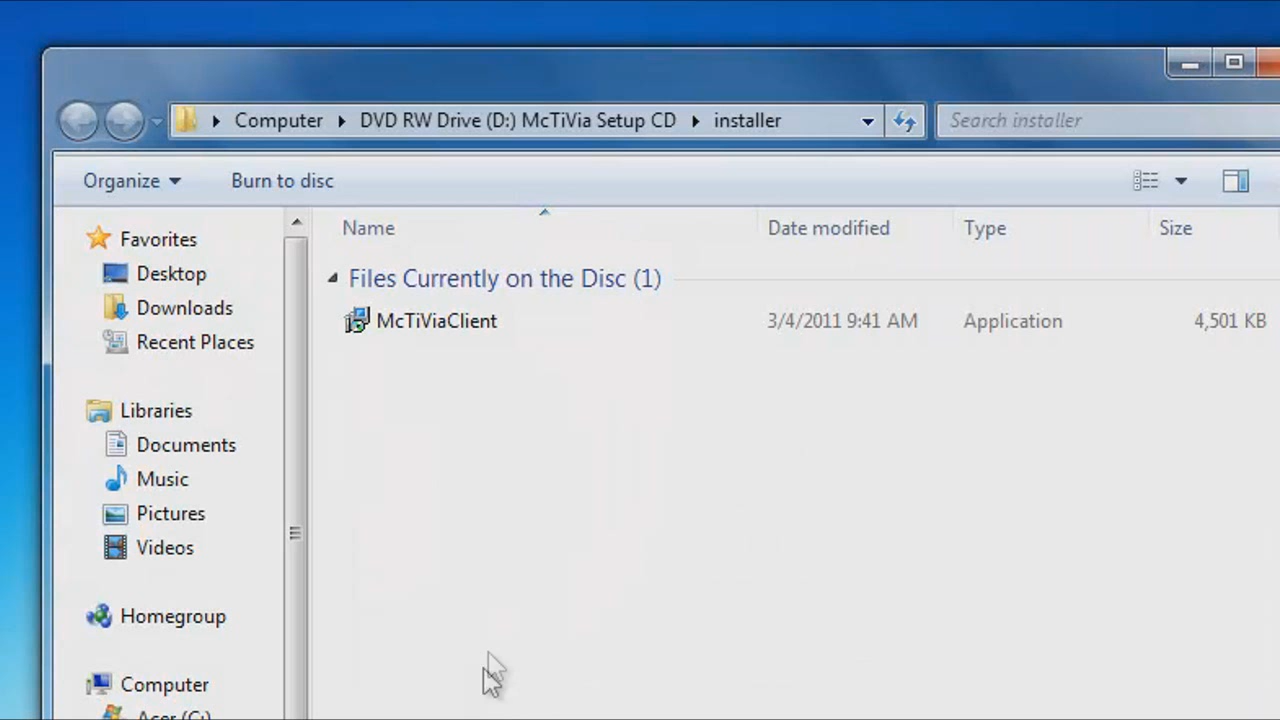 Computer DVD RW Drive (D:) McTiVia Setup CD installer
Search installer
Organize Burn to disc
Name Date modified Type Size
Favorites
Desktop
Downloads
Recent Places
Libraries
Documents
Music
Pictures
Videos
Homegroup
Computer
Acer (C:)
Files Currently on the Disc (1)
McTiViaClient 3/4/2011 9:41 AM Application 4,501 KB